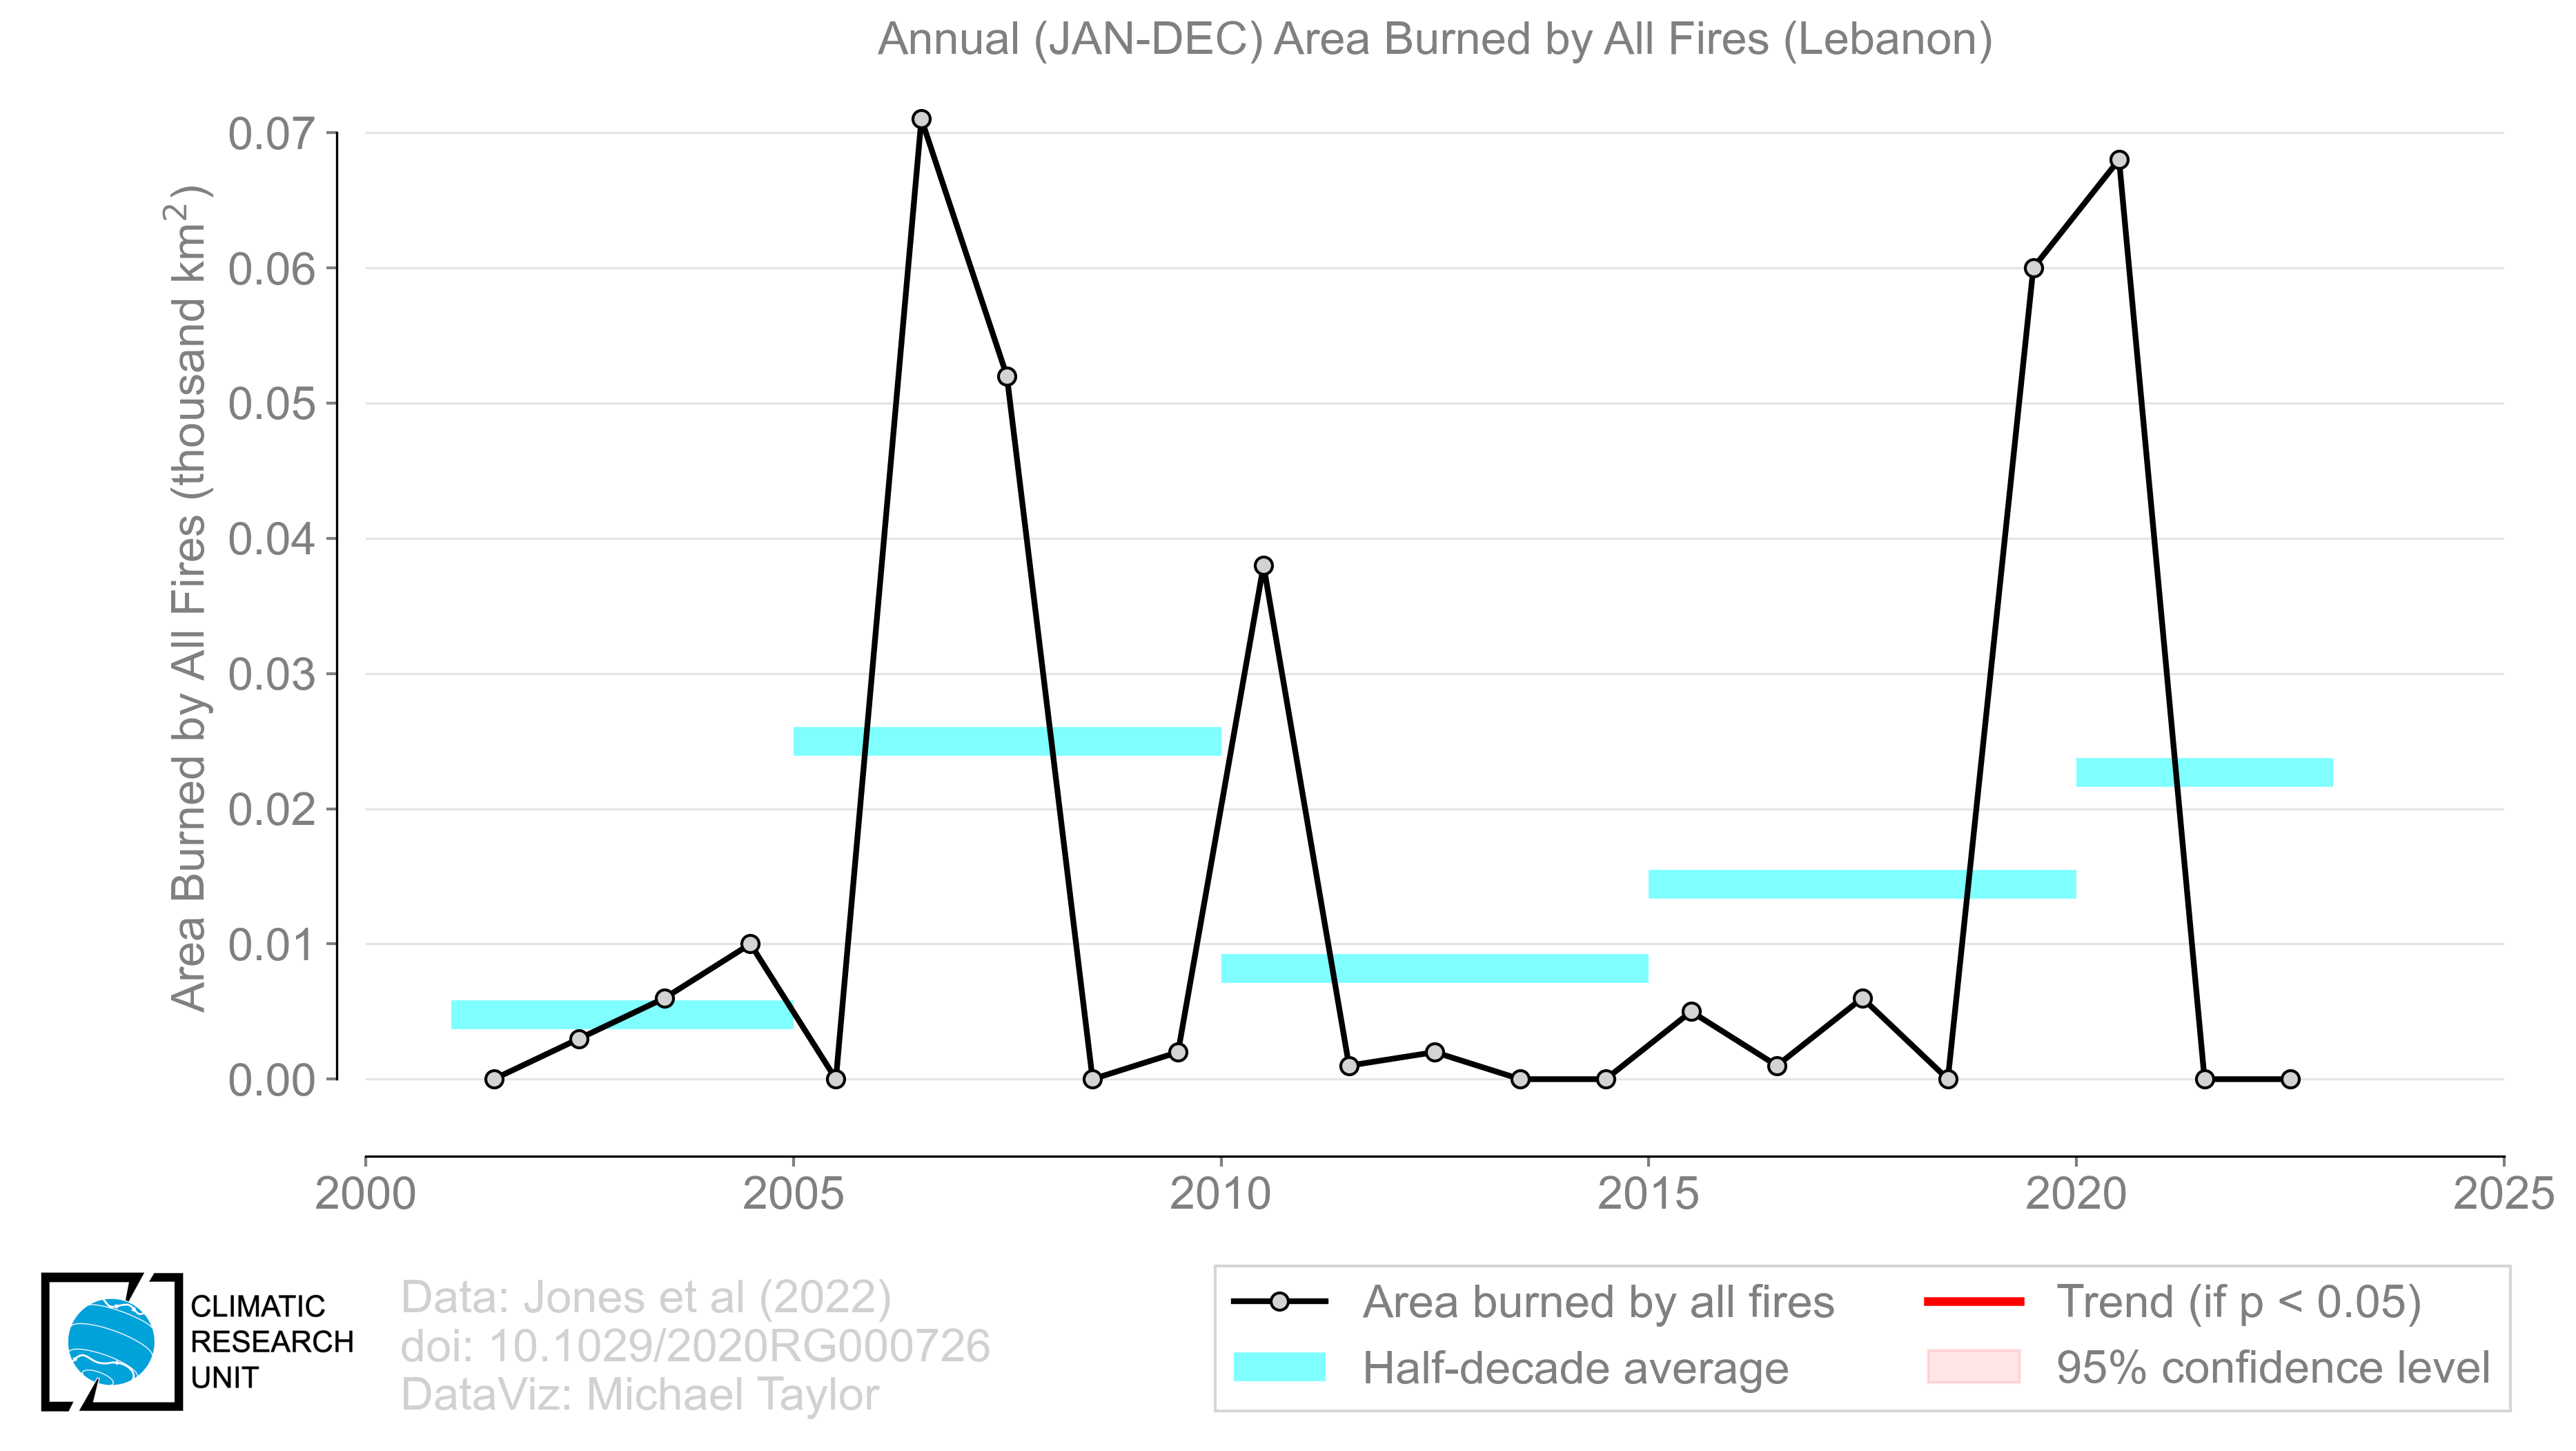 Annual (JAN-DEC) Area Burned by All Fires (Lebanon)
Area Burned by All Fires (thousand km²)
0.07
0.06
0.05
0.04
0.03
0.02
0.01
0.00
2000 2005 2010 2015 2020 2025
CLIMATIC
RESEARCH
UNIT
Data: Jones et al (2022)
doi: 10.1029/2020RG000726
DataViz: Michael Taylor
Area burned by all fires
Half-decade average
Trend (if p < 0.05)
95% confidence level